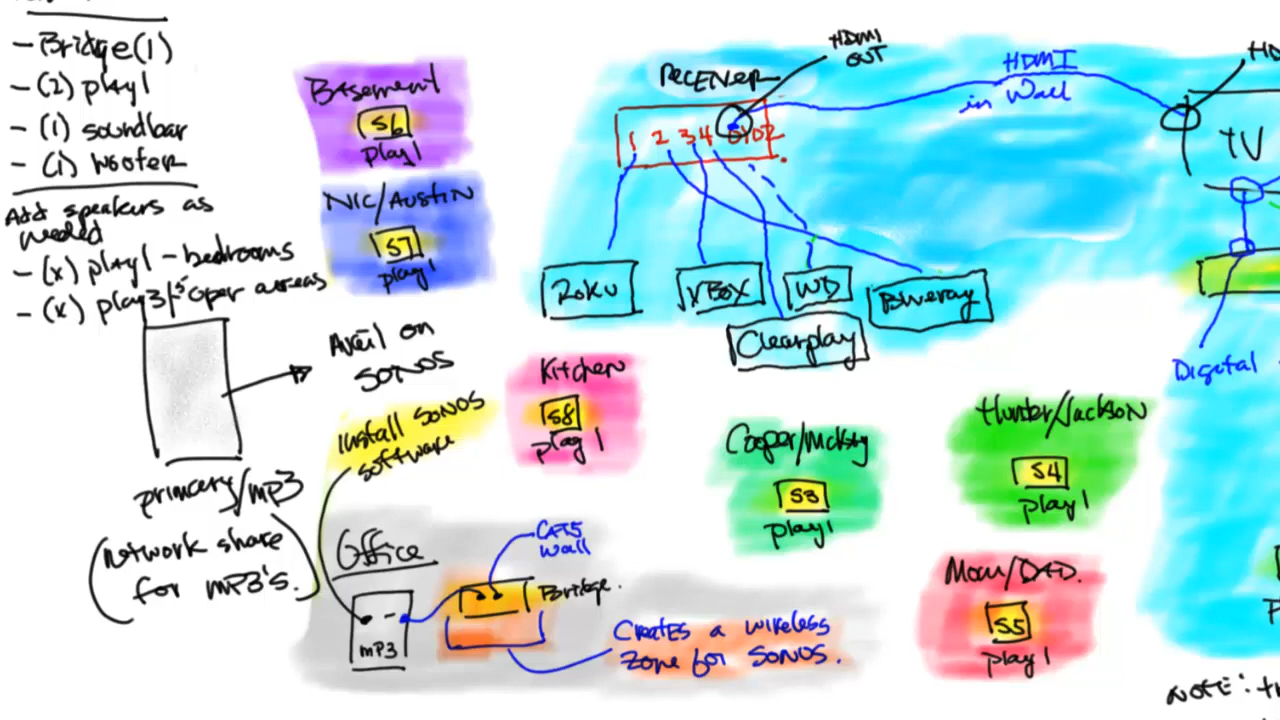 - Bridge (1)
- (2) play1
- (1) soundbar
- (1) woofer
Add speakers as
needed
- (x) play1 - bedrooms
- (x) play3/5 open areas
Avail on
SONOS
primary/mp3
(network share
for mp3's.)
Install SONOS
software
Basement
S6
play1
NIC/AUSTIN
S7
play1
Kitchen
S8
play1
Office
mp3
CAT5
wall
Bridge.
Creates a wireless
zone for SONOS.
RECEIVER
HDMI
OUT
1 2 3 4
HDMI
in Wall
TV
Roku
XBOX
WD
Blueray
Clearplay
Digital
Cooper/McKay
S3
play1
Hunter/Jackson
S4
play1
Mom/DAD.
S5
play1
NOTE: